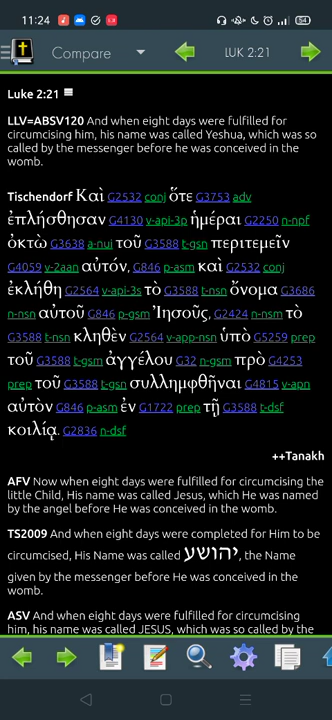 11:24
54
Compare
LUK 2:21
Luke 2:21
LLV=ABSV120 And when eight days were fulfilled for
circumcising him, his name was called Yeshua, which was so
called by the messenger before he was conceived in the
womb.
Tischendorf Καὶ G2532 conj ὅτε G3753 adv
ἐπλήσθησαν G4130 v-api-3p ἡμέραι G2250 n-npf
ὀκτὼ G3638 a-nui τοῦ G3588 t-gsn περιτεμεῖν
G4059 v-2aan αὐτόν, G846 p-asm καὶ G2532 conj
ἐκλήθη G2564 v-api-3s τὸ G3588 t-nsn ὄνομα G3686
n-nsn αὐτοῦ G846 p-gsm Ἰησοῦς, G2424 n-nsm τὸ
G3588 t-nsn κληθὲν G2564 v-app-nsn ὑπὸ G5259 prep
τοῦ G3588 t-gsm ἀγγέλου G32 n-gsm πρὸ G4253
prep τοῦ G3588 t-gsn συλλημφθῆναι G4815 v-apn
αὐτὸν G846 p-asm ἐν G1722 prep τῇ G3588 t-dsf
κοιλίᾳ. G2836 n-dsf
++Tanakh
AFV Now when eight days were fulfilled for circumcising the
little Child, His name was called Jesus, which He was named
by the angel before He was conceived in the womb.
TS2009 And when eight days were completed for Him to be
circumcised, His Name was called יהושע, the Name
given by the messenger before He was conceived in the
womb.
ASV And when eight days were fulfilled for circumcising
him, his name was called JESUS, which was so called by the